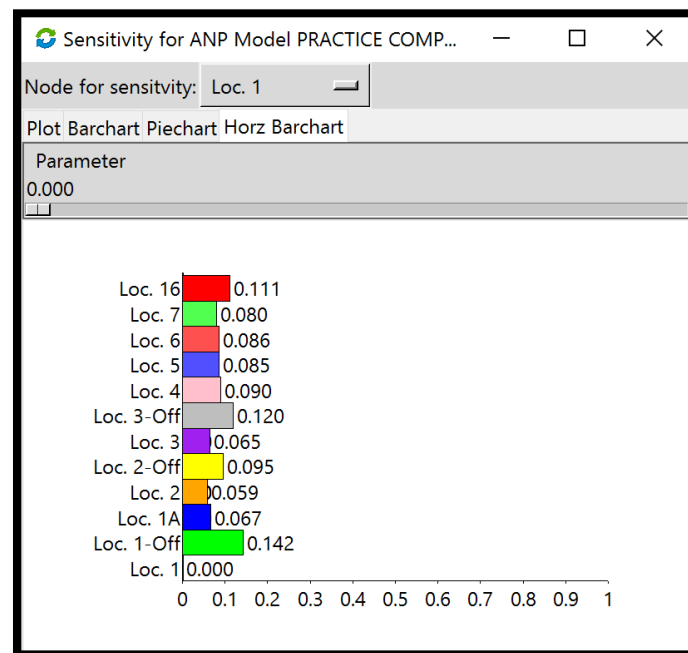 Sensitivity for ANP Model PRACTICE COMP...
Node for sensitvity: Loc. 1
Plot Barchart Piechart Horz Barchart
Parameter
0.000
Loc. 16 0.111
Loc. 7 0.080
Loc. 6 0.086
Loc. 5 0.085
Loc. 4 0.090
Loc. 3-Off 0.120
Loc. 3 0.065
Loc. 2-Off 0.095
Loc. 2 0.059
Loc. 1A 0.067
Loc. 1-Off 0.142
Loc. 1 0.000
0 0.1 0.2 0.3 0.4 0.5 0.6 0.7 0.8 0.9 1